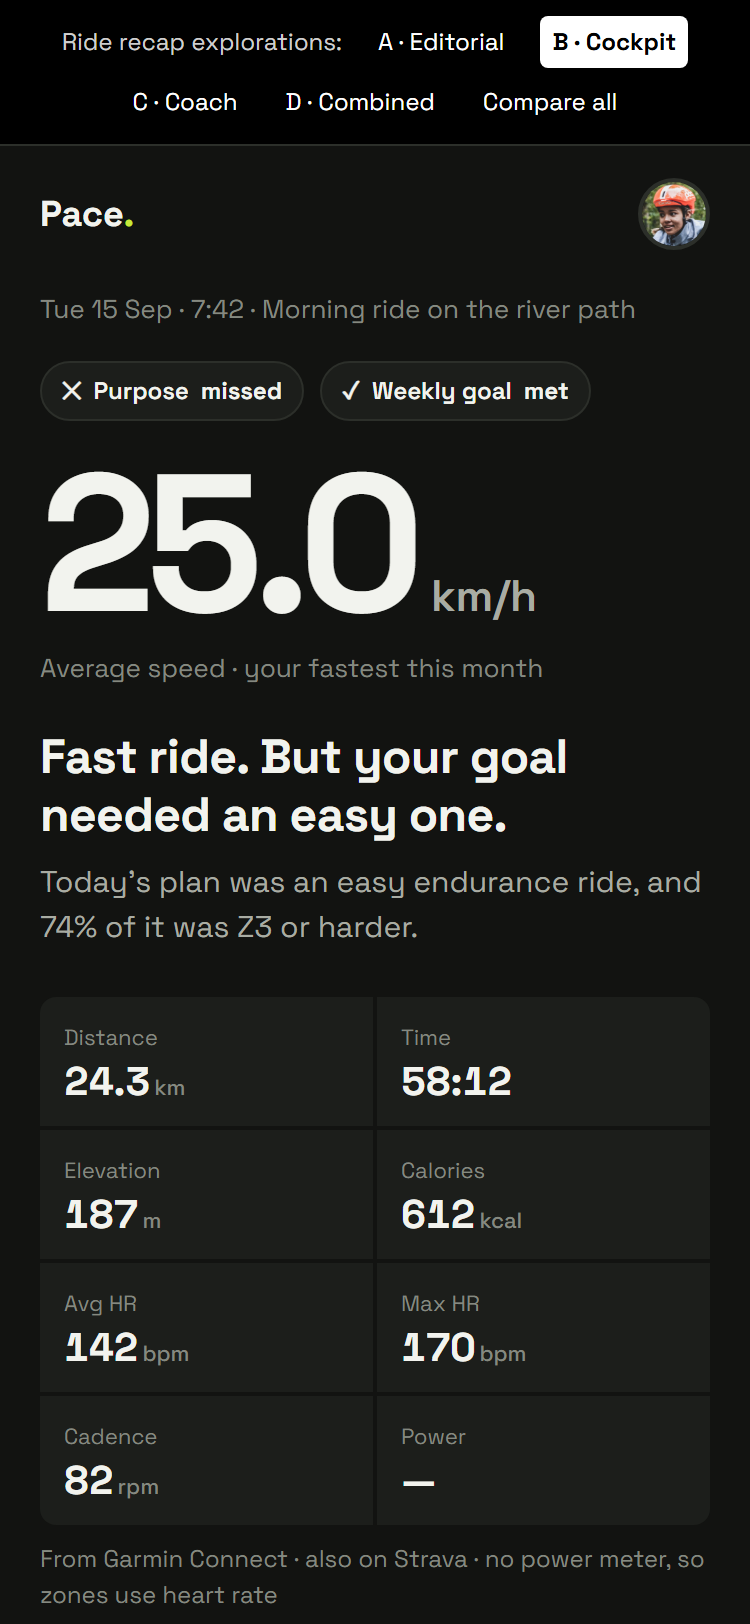 Ride recap explorations: A · Editorial B · Cockpit
C · Coach D · Combined Compare all
Pace.
Tue 15 Sep · 7:42 · Morning ride on the river path
✕ Purpose missed ✓ Weekly goal met
25.0 km/h
Average speed · your fastest this month
Fast ride. But your goal
needed an easy one.
Today’s plan was an easy endurance ride, and
74% of it was Z3 or harder.
Distance Time
24.3 km 58:12
Elevation Calories
187 m 612 kcal
Avg HR Max HR
142 bpm 170 bpm
Cadence Power
82 rpm —
From Garmin Connect · also on Strava · no power meter, so
zones use heart rate